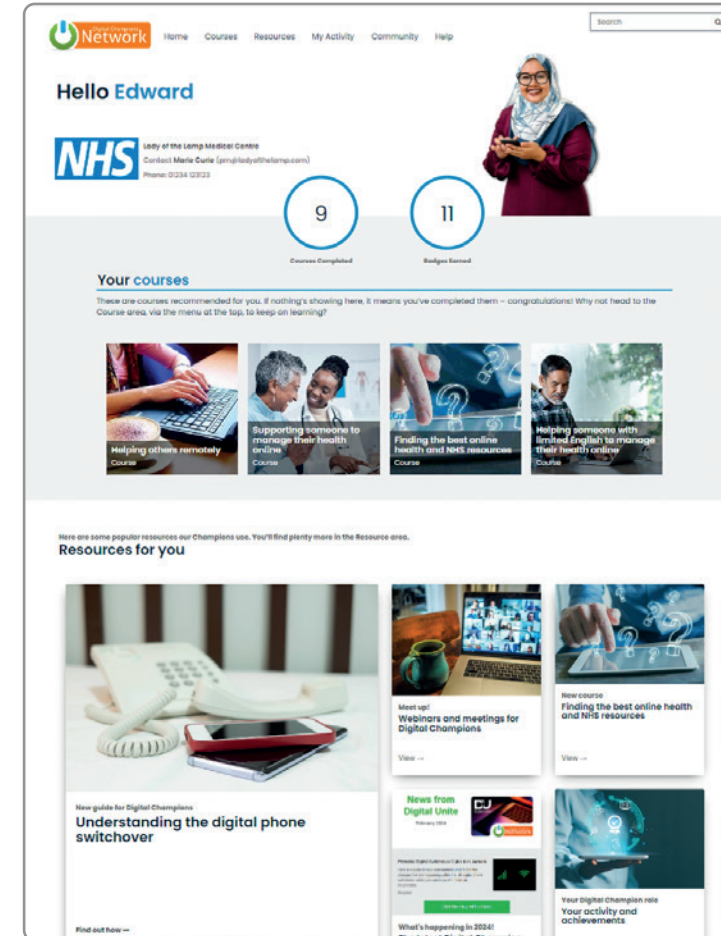 Digital Champions
Network
Home
Courses
Resources
My Activity
Community
Help
Search
Hello Edward
NHS
Lady of the Lamp Medical Centre
Contact Marie Curie (pm@ladyofthelamp.com)
Phone: 01234 123123
9
11
Courses Completed
Badges Earned
Your courses
These are courses recommended for you. If nothing's showing here, it means you've completed them – congratulations! Why not head to the
Course area, via the menu at the top, to keep on learning?
Helping others remotely
Course
Supporting someone to
manage their health
online
Course
Finding the best online
health and NHS resources
Course
Helping someone with
limited English to manage
their health online
Course
Here are some popular resources our Champions use. You'll find plenty more in the Resource area.
Resources for you
New guide for Digital Champions
Understanding the digital phone
switchover
Find out how
Meet up!
Webinars and meetings for
Digital Champions
View →
New course
Finding the best online health
and NHS resources
View →
News from
Digital Unite
February 2024
DU
Network
What's happening in 2024!
Your Digital Champion role
Your activity and
achievements